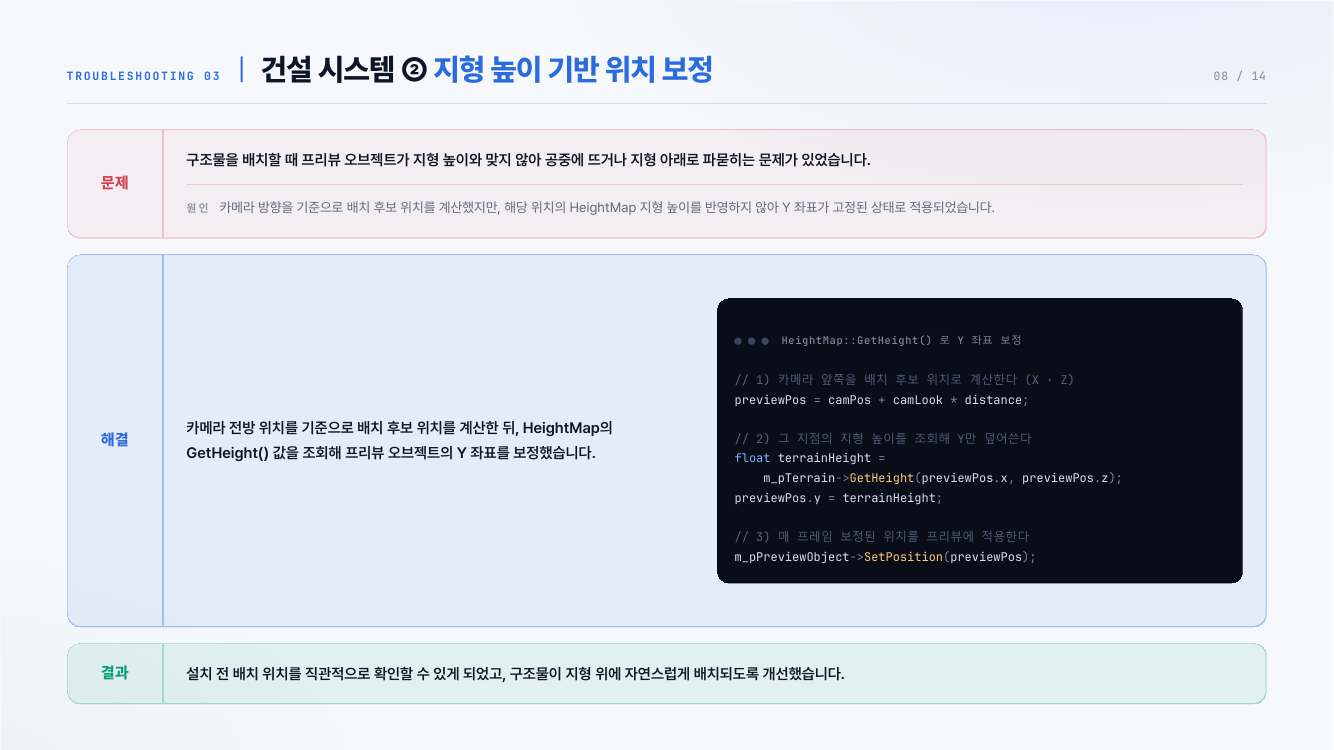 TROUBLESHOOTING 03 | 건설 시스템 ② 지형 높이 기반 위치 보정
08 / 14
문제
구조물을 배치할 때 프리뷰 오브젝트가 지형 높이와 맞지 않아 공중에 뜨거나 지형 아래로 파묻히는 문제가 있었습니다.
원인 카메라 방향을 기준으로 배치 후보 위치를 계산했지만, 해당 위치의 HeightMap 지형 높이를 반영하지 않아 Y 좌표가 고정된 상태로 적용되었습니다.
해결
카메라 전방 위치를 기준으로 배치 후보 위치를 계산한 뒤, HeightMap의
GetHeight() 값을 조회해 프리뷰 오브젝트의 Y 좌표를 보정했습니다.
HeightMap::GetHeight() 로 Y 좌표 보정
// 1) 카메라 앞쪽을 배치 후보 위치로 계산한다 (X · Z)
previewPos = camPos + camLook * distance;
// 2) 그 지점의 지형 높이를 조회해 Y만 덮어쓴다
float terrainHeight =
m_pTerrain->GetHeight(previewPos.x, previewPos.z);
previewPos.y = terrainHeight;
// 3) 매 프레임 보정된 위치를 프리뷰에 적용한다
m_pPreviewObject->SetPosition(previewPos);
결과
설치 전 배치 위치를 직관적으로 확인할 수 있게 되었고, 구조물이 지형 위에 자연스럽게 배치되도록 개선했습니다.